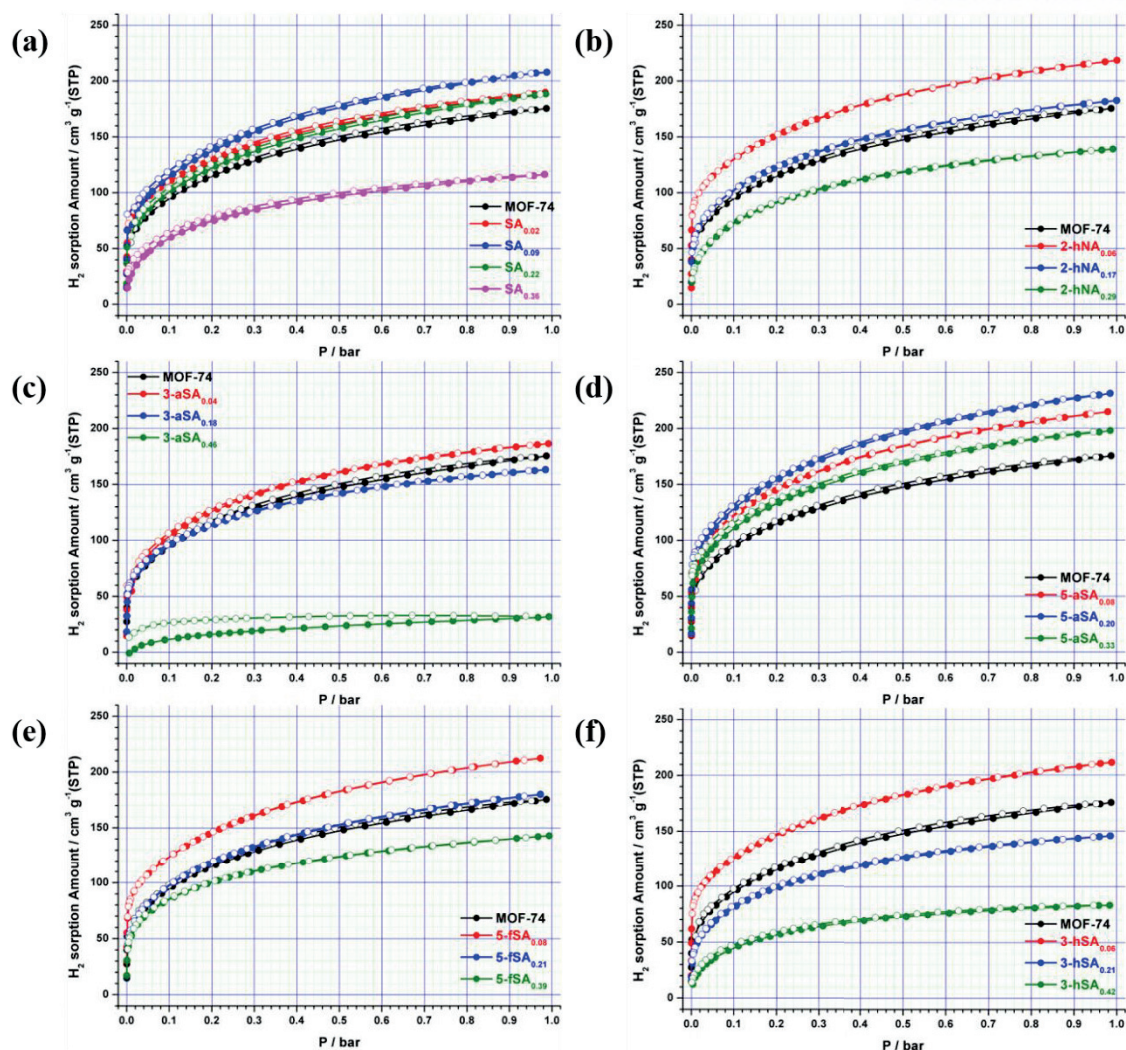 (a)
250
200
150
100
50
0
H₂ sorption Amount / cm³ g⁻¹(STP)
MOF-74
SA₀.₀₂
SA₀.₀₉
SA₀.₂₂
SA₀.₃₆
0.0 0.1 0.2 0.3 0.4 0.5 0.6 0.7 0.8 0.9 1.0
P / bar
(b)
250
200
150
100
50
0
H₂ sorption Amount / cm³ g⁻¹(STP)
MOF-74
2-hNA₀.₀₆
2-hNA₀.₁₇
2-hNA₀.₂₉
0.0 0.1 0.2 0.3 0.4 0.5 0.6 0.7 0.8 0.9 1.0
P / bar
(c)
250
200
150
100
50
0
H₂ sorption Amount / cm³ g⁻¹(STP)
MOF-74
3-aSA₀.₀₄
3-aSA₀.₁₈
3-aSA₀.₄₆
0.0 0.1 0.2 0.3 0.4 0.5 0.6 0.7 0.8 0.9 1.0
P / bar
(d)
250
200
150
100
50
0
H₂ sorption Amount / cm³ g⁻¹(STP)
MOF-74
5-aSA₀.₀₈
5-aSA₀.₂₀
5-aSA₀.₃₃
0.0 0.1 0.2 0.3 0.4 0.5 0.6 0.7 0.8 0.9 1.0
P / bar
(e)
250
200
150
100
50
0
H₂ sorption Amount / cm³ g⁻¹(STP)
MOF-74
5-fSA₀.₀₈
5-fSA₀.₂₁
5-fSA₀.₃₉
0.0 0.1 0.2 0.3 0.4 0.5 0.6 0.7 0.8 0.9 1.0
P / bar
(f)
250
200
150
100
50
0
H₂ sorption Amount / cm³ g⁻¹(STP)
MOF-74
3-hSA₀.₀₆
3-hSA₀.₂₁
3-hSA₀.₄₂
0.0 0.1 0.2 0.3 0.4 0.5 0.6 0.7 0.8 0.9 1.0
P / bar